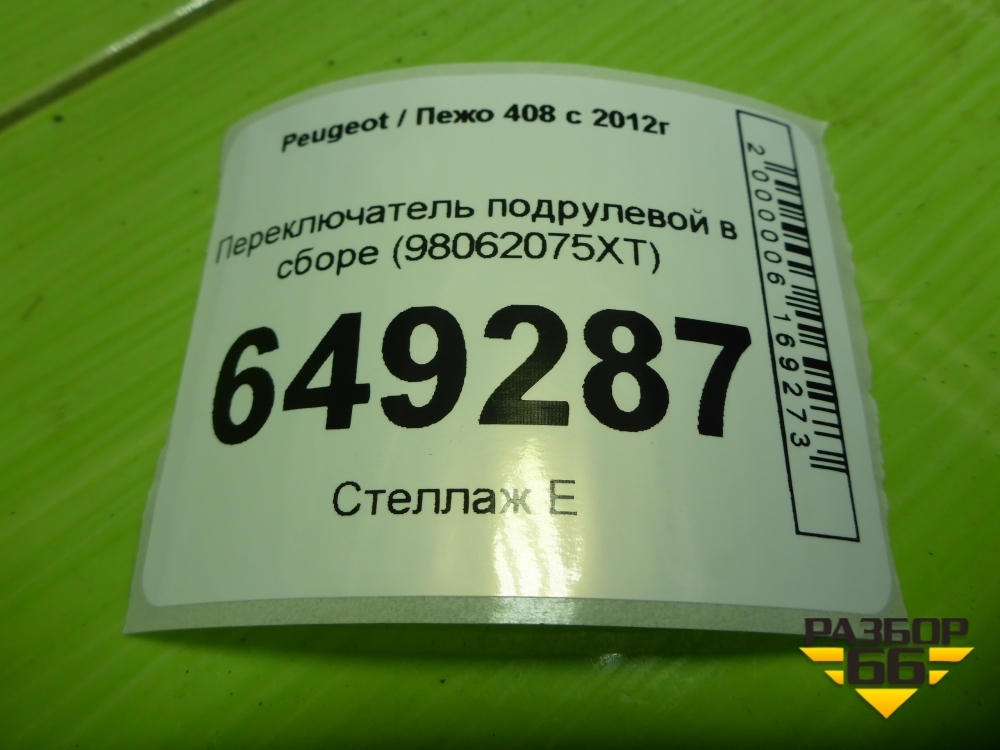 Peugeot / Пежо 408 с 2012г
Переключатель подрулевой в
сборе (98062075XT)
649287
Стеллаж Е
2000006169273
РАЗБОР
66